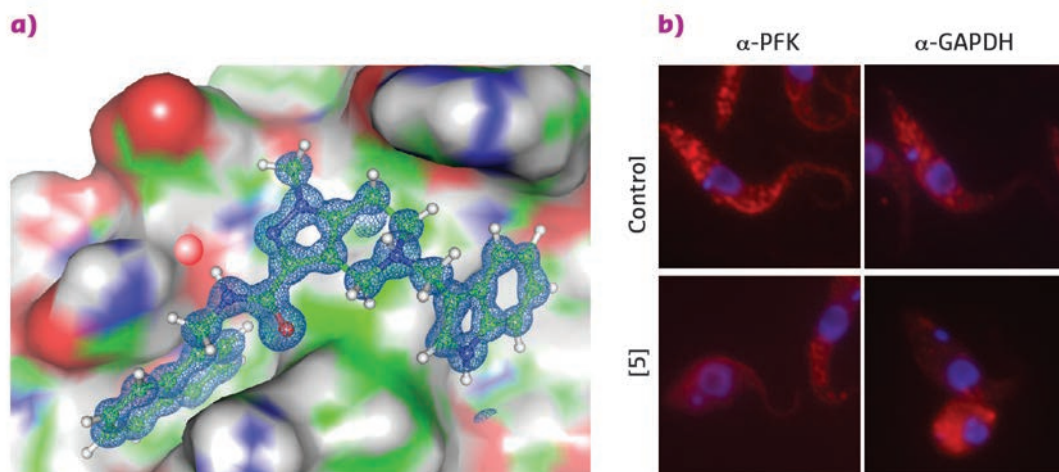 a)
b)
α-PFK
α-GAPDH
Control
[5]